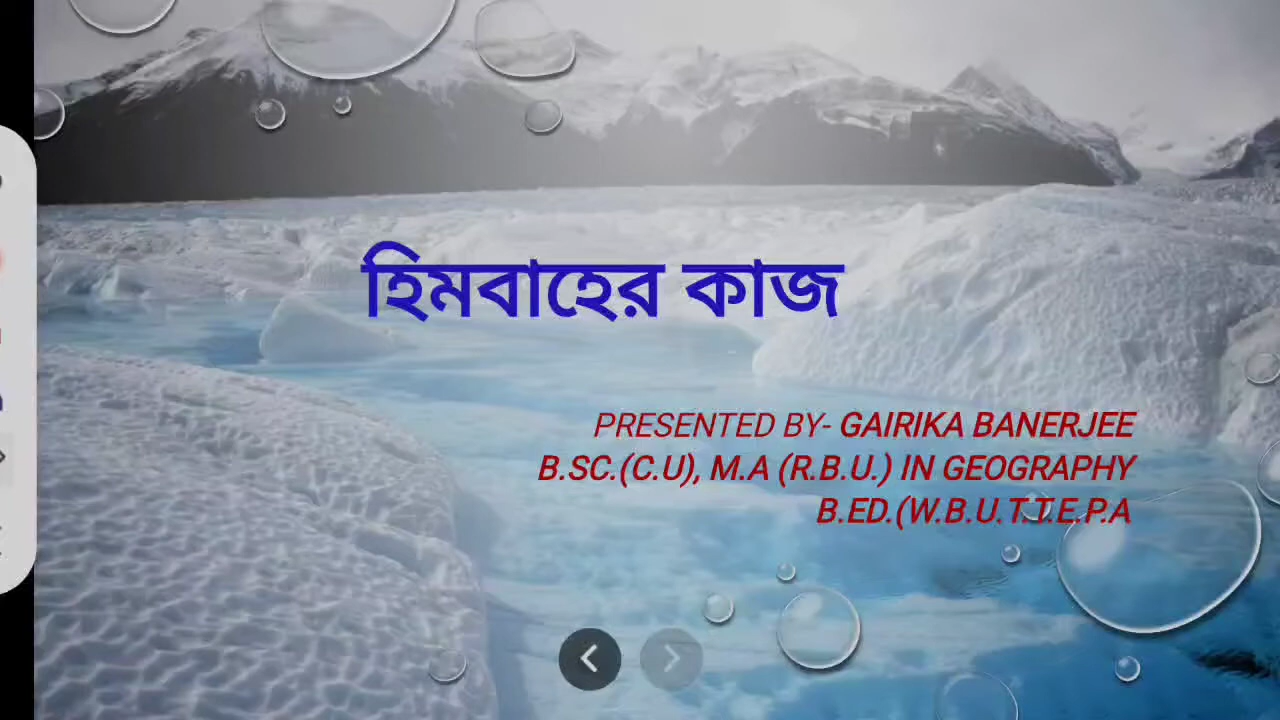 হিমবাহের কাজ
PRESENTED BY- GAIRIKA BANERJEE
B.SC.(C.U), M.A (R.B.U.) IN GEOGRAPHY
B.ED.(W.B.U.T.T.E.P.A